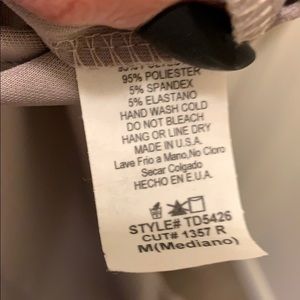 95% POLYESTER
5% SPANDEX
5% ELASTANO
HAND WASH COLD
DO NOT BLEACH
HANG OR LINE DRY
MADE IN U.S.A.
Lave Frio a Mano,No Cloro
Secar Colgado
HECHO EN E.U.A.
STYLE# TD5426
CUT# 1357 R
M(Mediano)